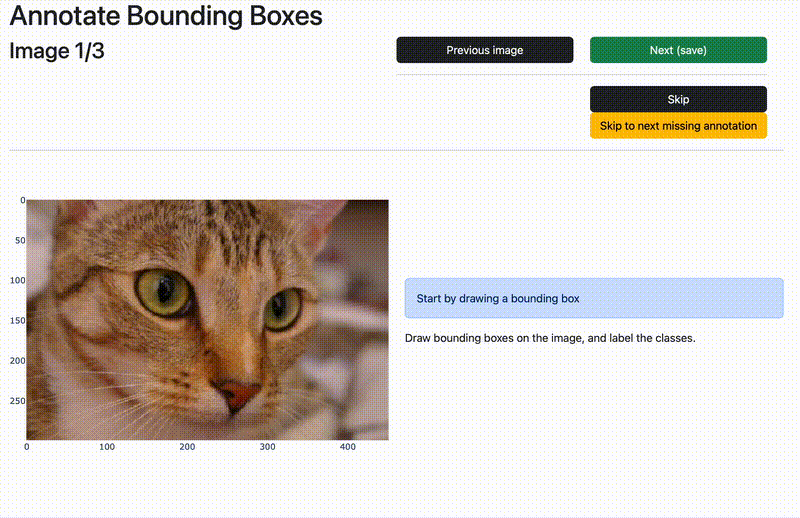 Annotate Bounding Boxes
Image 1/3
Previous image
Next (save)
Skip
Skip to next missing annotation
0
50
100
150
200
250
0
100
200
300
400
Start by drawing a bounding box
Draw bounding boxes on the image, and label the classes.